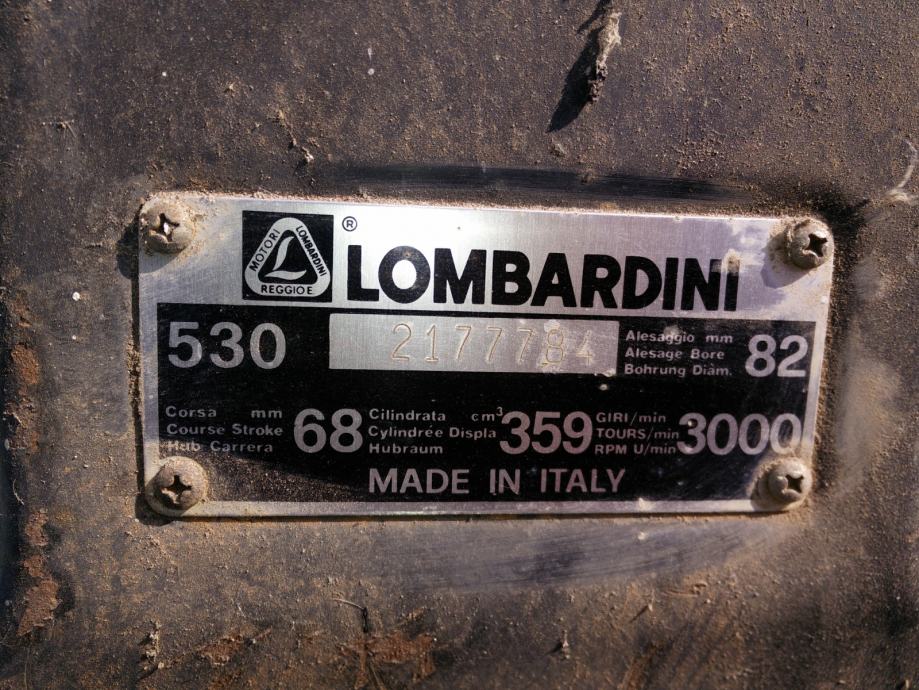 MOTORI LOMBARDINI
REGGIO E.
L
®
LOMBARDINI
530
2177784
Alesaggio mm
Alesage Bore
Bohrung Diam.
82
Corsa mm
Course Stroke
Hub Carrera
68
Cilindrata cm³
Cylindrée Displa
Hubraum
359
GIRI/min
TOURS/min
RPM U/min
3000
MADE IN ITALY